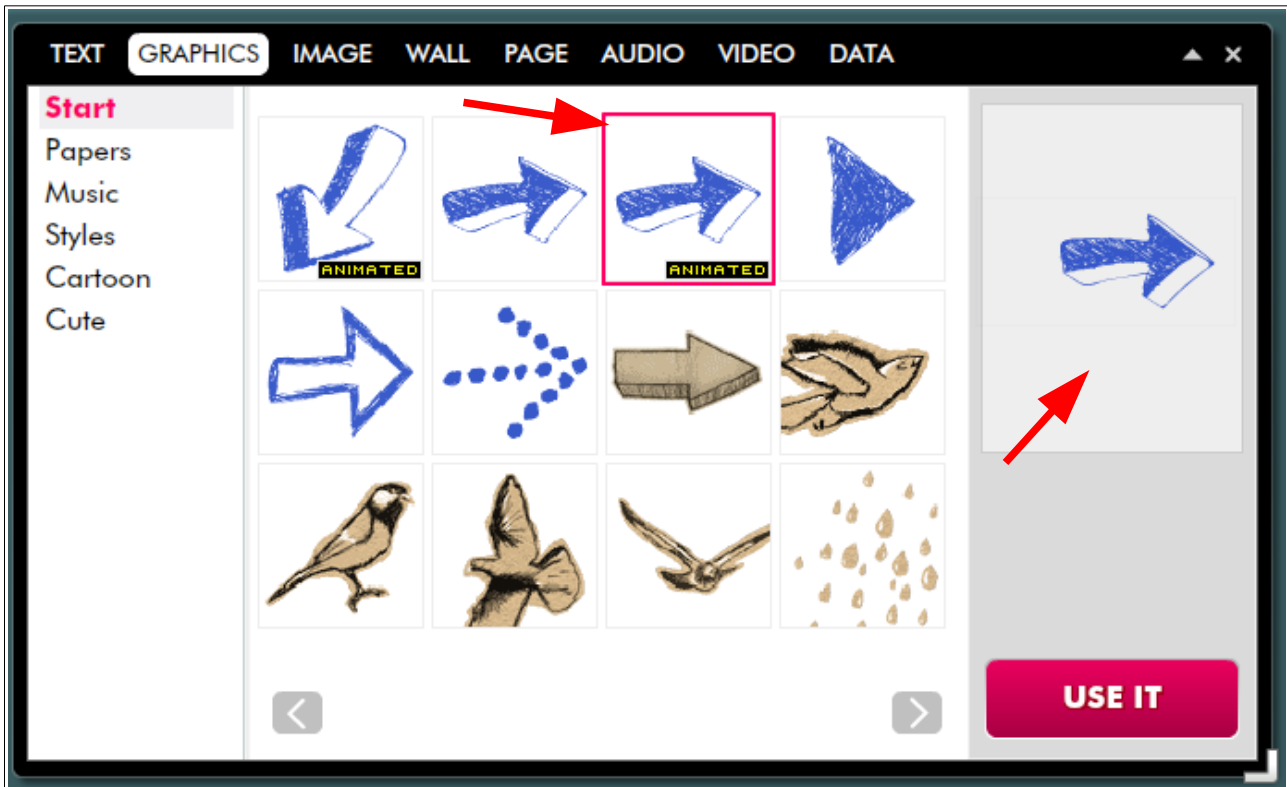 TEXT GRAPHICS IMAGE WALL PAGE AUDIO VIDEO DATA
Start
Papers
Music
Styles
Cartoon
Cute
ANIMATED
ANIMATED
USE IT